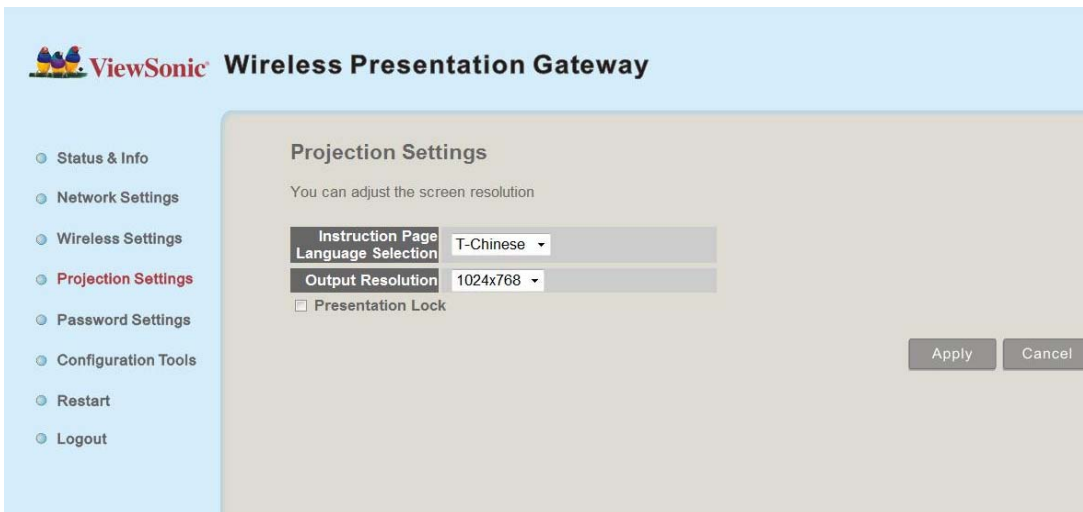 ViewSonic Wireless Presentation Gateway
Status & Info
Network Settings
Wireless Settings
Projection Settings
Password Settings
Configuration Tools
Restart
Logout
Projection Settings
You can adjust the screen resolution
Instruction Page
Language Selection T-Chinese
Output Resolution 1024x768
Presentation Lock
Apply Cancel